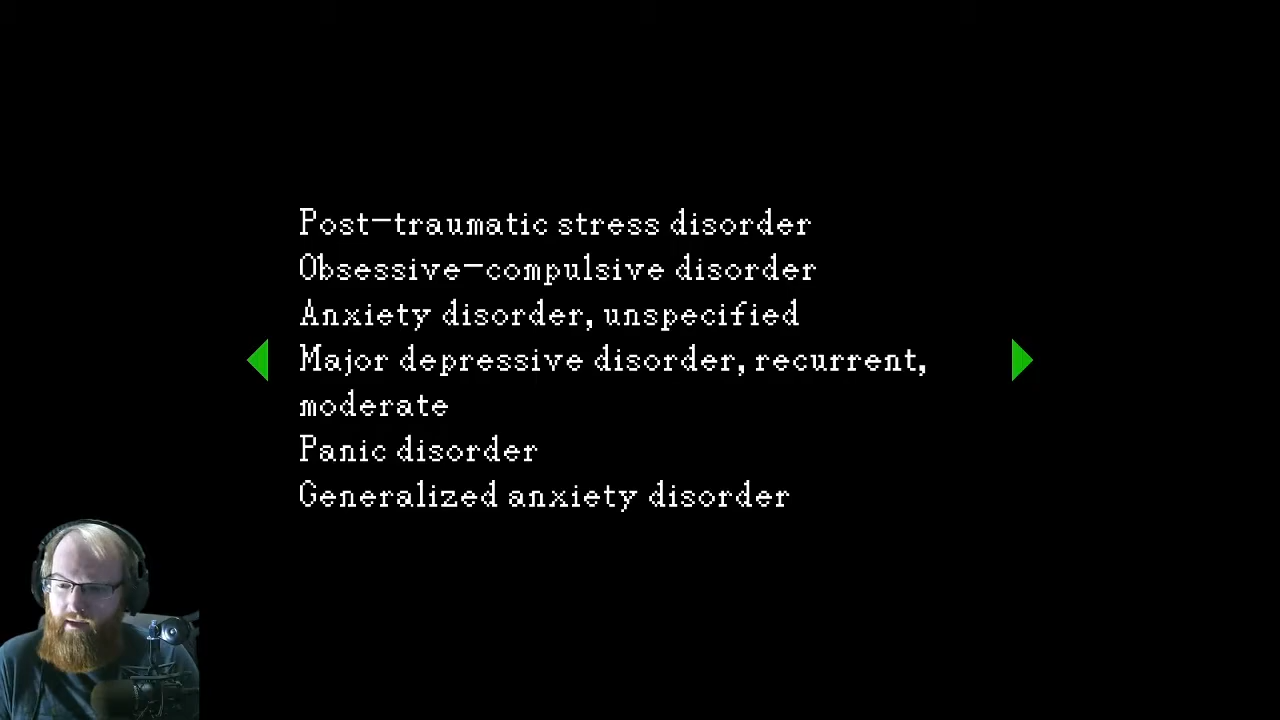 Post-traumatic stress disorder
Obsessive-compulsive disorder
Anxiety disorder, unspecified
Major depressive disorder, recurrent,
moderate
Panic disorder
Generalized anxiety disorder